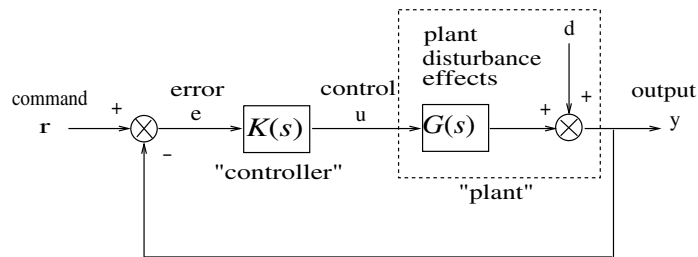 plant
disturbance
effects
d
command
r
+
−
error
e
K(s)
"controller"
control
u
G(s)
+
+
"plant"
output
y